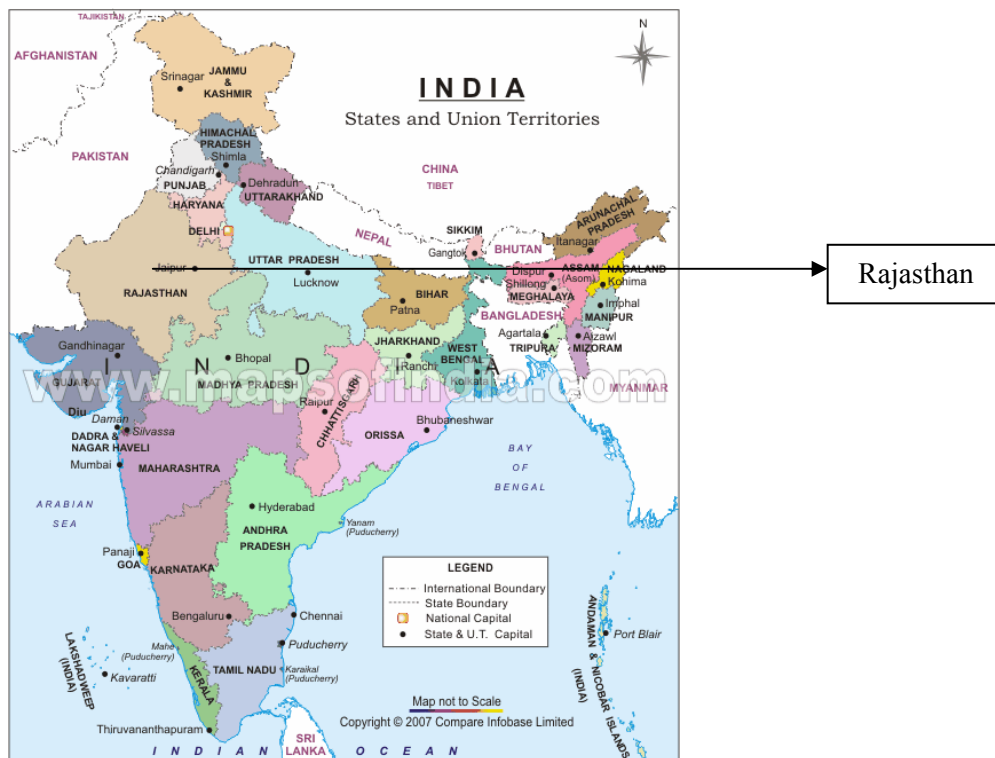 TAJIKISTAN
AFGHANISTAN
N
JAMMU
&
KASHMIR
Srinagar
INDIA
States and Union Territories
HIMACHAL
PRADESH
Shimla
PAKISTAN
CHINA
TIBET
Chandigarh
PUNJAB
Dehradun
UTTARAKHAND
HARYANA
DELHI
ARUNACHAL
PRADESH
Itanagar
NEPAL
SIKKIM
Gangtok
BHUTAN
UTTAR PRADESH
Lucknow
Jaipur
RAJASTHAN
Dispur
ASSAM
(Asom)
NAGALAND
Kohima
Shillong
MEGHALAYA
Rajasthan
BIHAR
Patna
Imphal
MANIPUR
BANGLADESH
Agartala
TRIPURA
Aizawl
MIZORAM
Gandhinagar
GUJARAT
Bhopal
MADHYA PRADESH
JHARKHAND
Ranchi
WEST
BENGAL
Kolkata
I N D I A
www.mapsofindia.com
MYANMAR
Diu
Daman
Silvassa
DADRA &
NAGAR HAVELI
Raipur
CHHATTISGARH
ORISSA
Bhubaneshwar
Mumbai
MAHARASHTRA
BAY
OF
BENGAL
ARABIAN
SEA
Hyderabad
ANDHRA
PRADESH
Yanam
(Puducherry)
Panaji
GOA
KARNATAKA
LEGEND
International Boundary
State Boundary
National Capital
State & U.T. Capital
Bengaluru
Chennai
Mahe
(Puducherry)
Puducherry
TAMIL NADU
Karaikal
(Puducherry)
KERALA
LAKSHADWEEP
(INDIA)
Kavaratti
Port Blair
ANDAMAN & NICOBAR ISLANDS
(INDIA)
Map not to Scale
Copyright © 2007 Compare Infobase Limited
Thiruvananthapuram
SRI
LANKA
INDIAN OCEAN